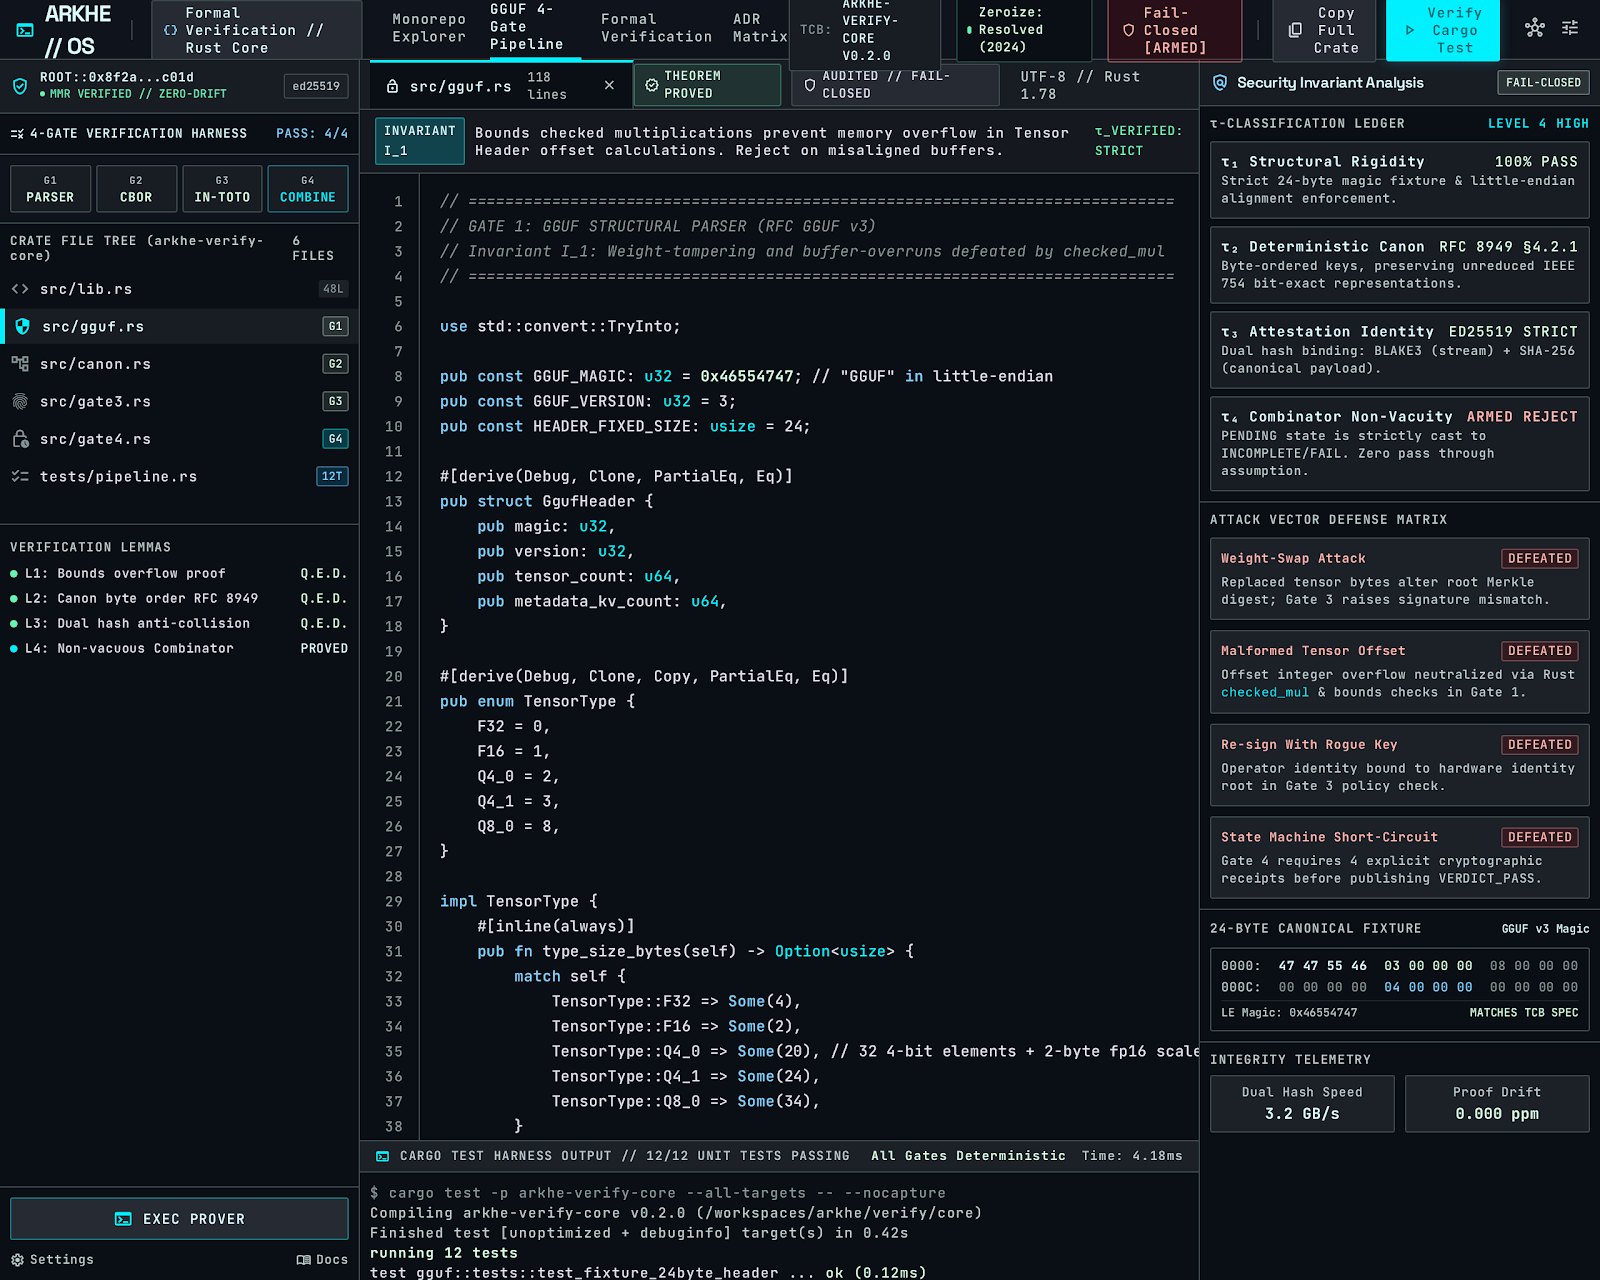 ARKHE
// OS
Formal
Verification //
Rust Core
Monorepo
Explorer
GGUF 4-
Gate
Pipeline
Formal
Verification
ADR
Matrix
TCB:
ARKHE-
VERIFY-
CORE
V0.2.0
Zeroize:
Resolved
(2024)
Fail-
Closed
[ARMED]
Copy
Full
Crate
Verify
Cargo
Test
ROOT::0x8f2a...c01d
MMR VERIFIED // ZERO-DRIFT
ed25519
4-GATE VERIFICATION HARNESS
PASS: 4/4
G1
PARSER
G2
CBOR
G3
IN-TOTO
G4
COMBINE
CRATE FILE TREE (arkhe-verify-
core)
6
FILES
src/lib.rs 48L
src/gguf.rs G1
src/canon.rs G2
src/gate3.rs G3
src/gate4.rs G4
tests/pipeline.rs 12T
VERIFICATION LEMMAS
L1: Bounds overflow proof Q.E.D.
L2: Canon byte order RFC 8949 Q.E.D.
L3: Dual hash anti-collision Q.E.D.
L4: Non-vacuous Combinator PROVED
EXEC PROVER
Settings
Docs
src/gguf.rs
118
lines
THEOREM
PROVED
AUDITED // FAIL-
CLOSED
UTF-8 // Rust
1.78
INVARIANT
I_1
Bounds checked multiplications prevent memory overflow in Tensor
Header offset calculations. Reject on misaligned buffers.
τ_VERIFIED:
STRICT
1 // ============================================================================
2 // GATE 1: GGUF STRUCTURAL PARSER (RFC GGUF v3)
3 // Invariant I_1: Weight-tampering and buffer-overruns defeated by checked_mul
4 // ============================================================================
5
6 use std::convert::TryInto;
7
8 pub const GGUF_MAGIC: u32 = 0x46554747; // "GGUF" in little-endian
9 pub const GGUF_VERSION: u32 = 3;
10 pub const HEADER_FIXED_SIZE: usize = 24;
11
12 #[derive(Debug, Clone, PartialEq, Eq)]
13 pub struct GgufHeader {
14 pub magic: u32,
15 pub version: u32,
16 pub tensor_count: u64,
17 pub metadata_kv_count: u64,
18 }
19
20 #[derive(Debug, Clone, Copy, PartialEq, Eq)]
21 pub enum TensorType {
22 F32 = 0,
23 F16 = 1,
24 Q4_0 = 2,
25 Q4_1 = 3,
26 Q8_0 = 8,
27 }
28
29 impl TensorType {
30 #[inline(always)]
31 pub fn type_size_bytes(self) -> Option<usize> {
32 match self {
33 TensorType::F32 => Some(4),
34 TensorType::F16 => Some(2),
35 TensorType::Q4_0 => Some(20), // 32 4-bit elements + 2-byte fp16 scale
36 TensorType::Q4_1 => Some(24),
37 TensorType::Q8_0 => Some(34),
38 }
CARGO TEST HARNESS OUTPUT // 12/12 UNIT TESTS PASSING
All Gates Deterministic
Time: 4.18ms
$ cargo test -p arkhe-verify-core --all-targets -- --nocapture
Compiling arkhe-verify-core v0.2.0 (/workspaces/arkhe/verify/core)
Finished test [unoptimized + debuginfo] target(s) in 0.42s
running 12 tests
test gguf::tests::test_fixture_24byte_header ... ok (0.12ms)
Security Invariant Analysis
FAIL-CLOSED
τ-CLASSIFICATION LEDGER
LEVEL 4 HIGH
τ₁ Structural Rigidity 100% PASS
Strict 24-byte magic fixture & little-endian
alignment enforcement.
τ₂ Deterministic Canon RFC 8949 §4.2.1
Byte-ordered keys, preserving unreduced IEEE
754 bit-exact representations.
τ₃ Attestation Identity ED25519 STRICT
Dual hash binding: BLAKE3 (stream) + SHA-256
(canonical payload).
τ₄ Combinator Non-Vacuity ARMED REJECT
PENDING state is strictly cast to
INCOMPLETE/FAIL. Zero pass through
assumption.
ATTACK VECTOR DEFENSE MATRIX
Weight-Swap Attack DEFEATED
Replaced tensor bytes alter root Merkle
digest; Gate 3 raises signature mismatch.
Malformed Tensor Offset DEFEATED
Offset integer overflow neutralized via Rust
checked_mul & bounds checks in Gate 1.
Re-sign With Rogue Key DEFEATED
Operator identity bound to hardware identity
root in Gate 3 policy check.
State Machine Short-Circuit DEFEATED
Gate 4 requires 4 explicit cryptographic
receipts before publishing VERDICT_PASS.
24-BYTE CANONICAL FIXTURE
GGUF v3 Magic
0000: 47 47 55 46 03 00 00 00 08 00 00 00
000C: 00 00 00 00 04 00 00 00 00 00 00 00
LE Magic: 0x46554747
MATCHES TCB SPEC
INTEGRITY TELEMETRY
Dual Hash Speed
3.2 GB/s
Proof Drift
0.000 ppm